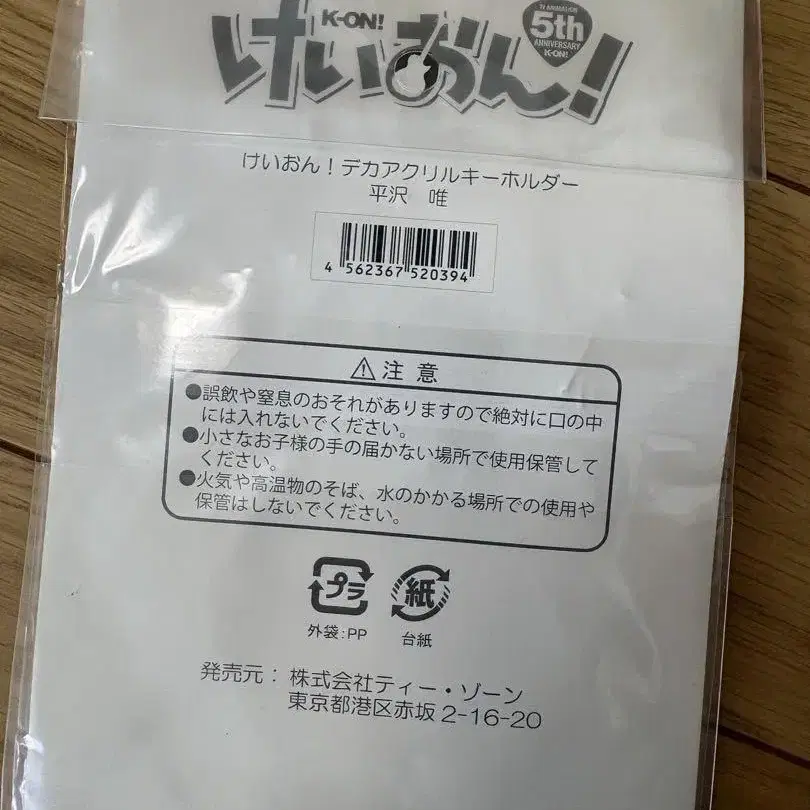 K-ON!
けいおん!
TV ANIMATION
5th
ANNIVERSARY
K-ON!
けいおん!デカアクリルキーホルダー
平沢 唯
4 562367 520394
⚠注 意
●誤飲や窒息のおそれがありますので絶対に口の中
には入れないでください。
●小さなお子様の手の届かない場所で使用保管して
ください。
●火気や高温物のそば、水のかかる場所での使用や
保管はしないでください。
プラ
紙
外袋:PP
台紙
発売元:株式会社ティー・ゾーン
東京都港区赤坂2-16-20